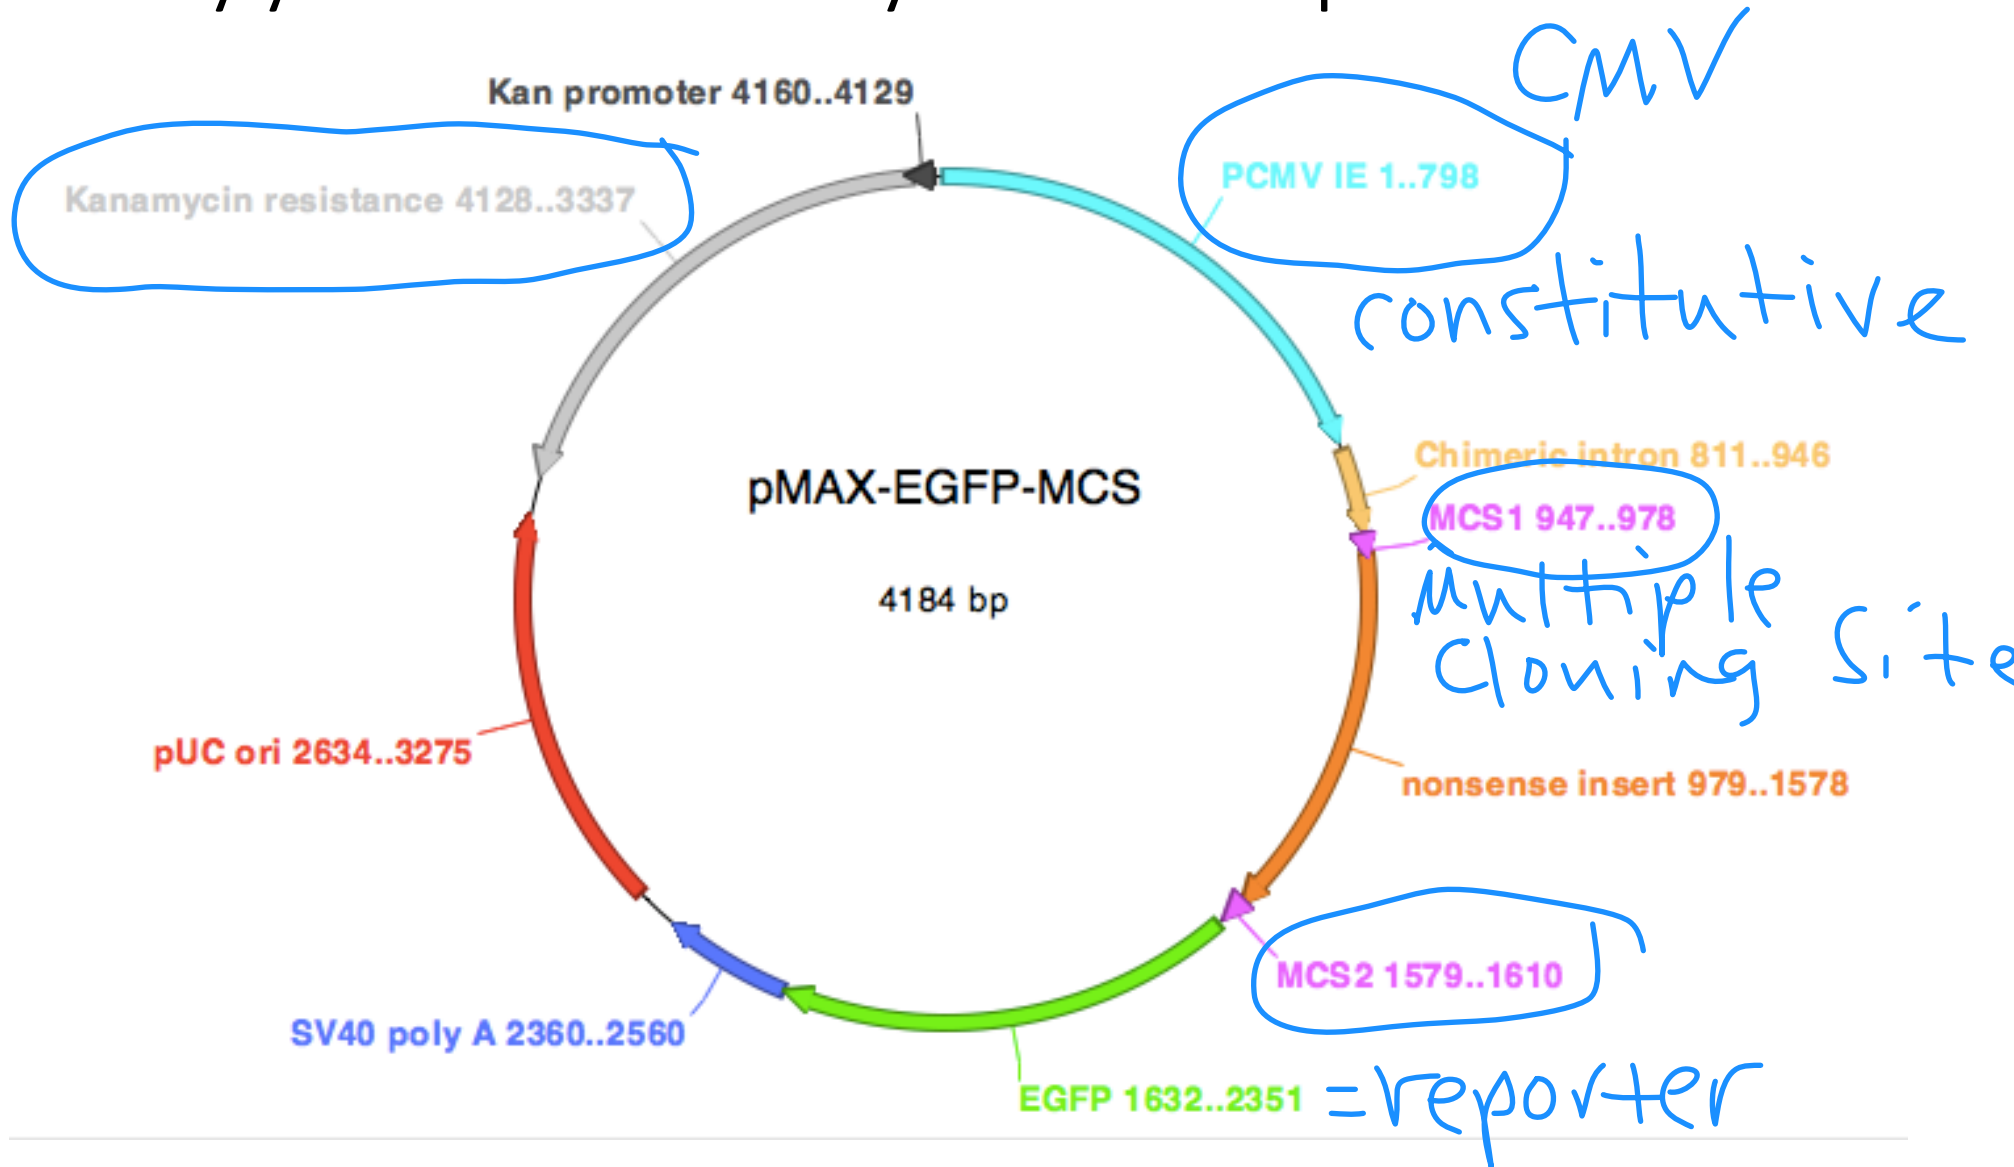 CMV
Kan promoter 4160..4129
PCMV IE 1..798
Kanamycin resistance 4128..3337
constitutive
Chimeric intron 811..946
pMAX-EGFP-MCS
MCS1 947..978
Multiple
Cloning Site
4184 bp
pUC ori 2634..3275
nonsense insert 979..1578
MCS2 1579..1610
SV40 poly A 2360..2560
EGFP 1632..2351 =reporter